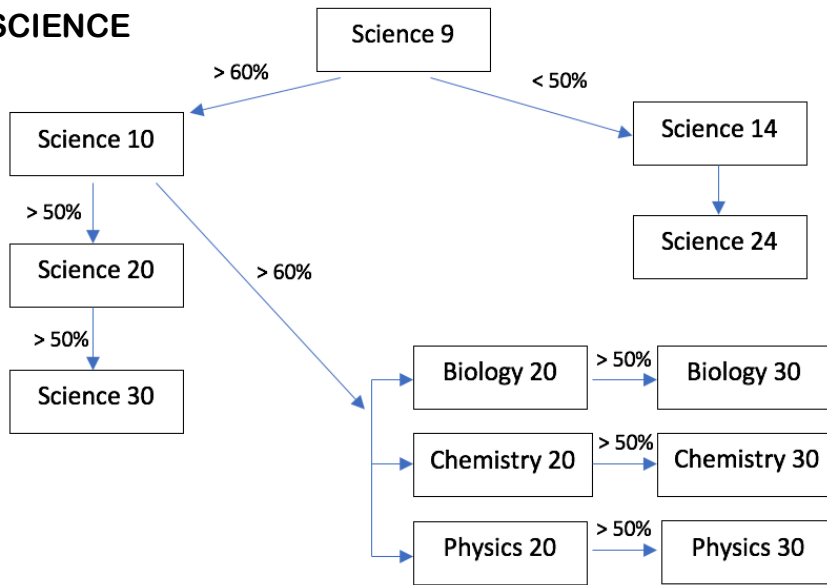 SCIENCE
Science 9
> 60%
< 50%
Science 10
Science 14
> 50%
Science 20
> 60%
Science 24
> 50%
Science 30
Biology 20
> 50%
Biology 30
Chemistry 20
> 50%
Chemistry 30
Physics 20
> 50%
Physics 30